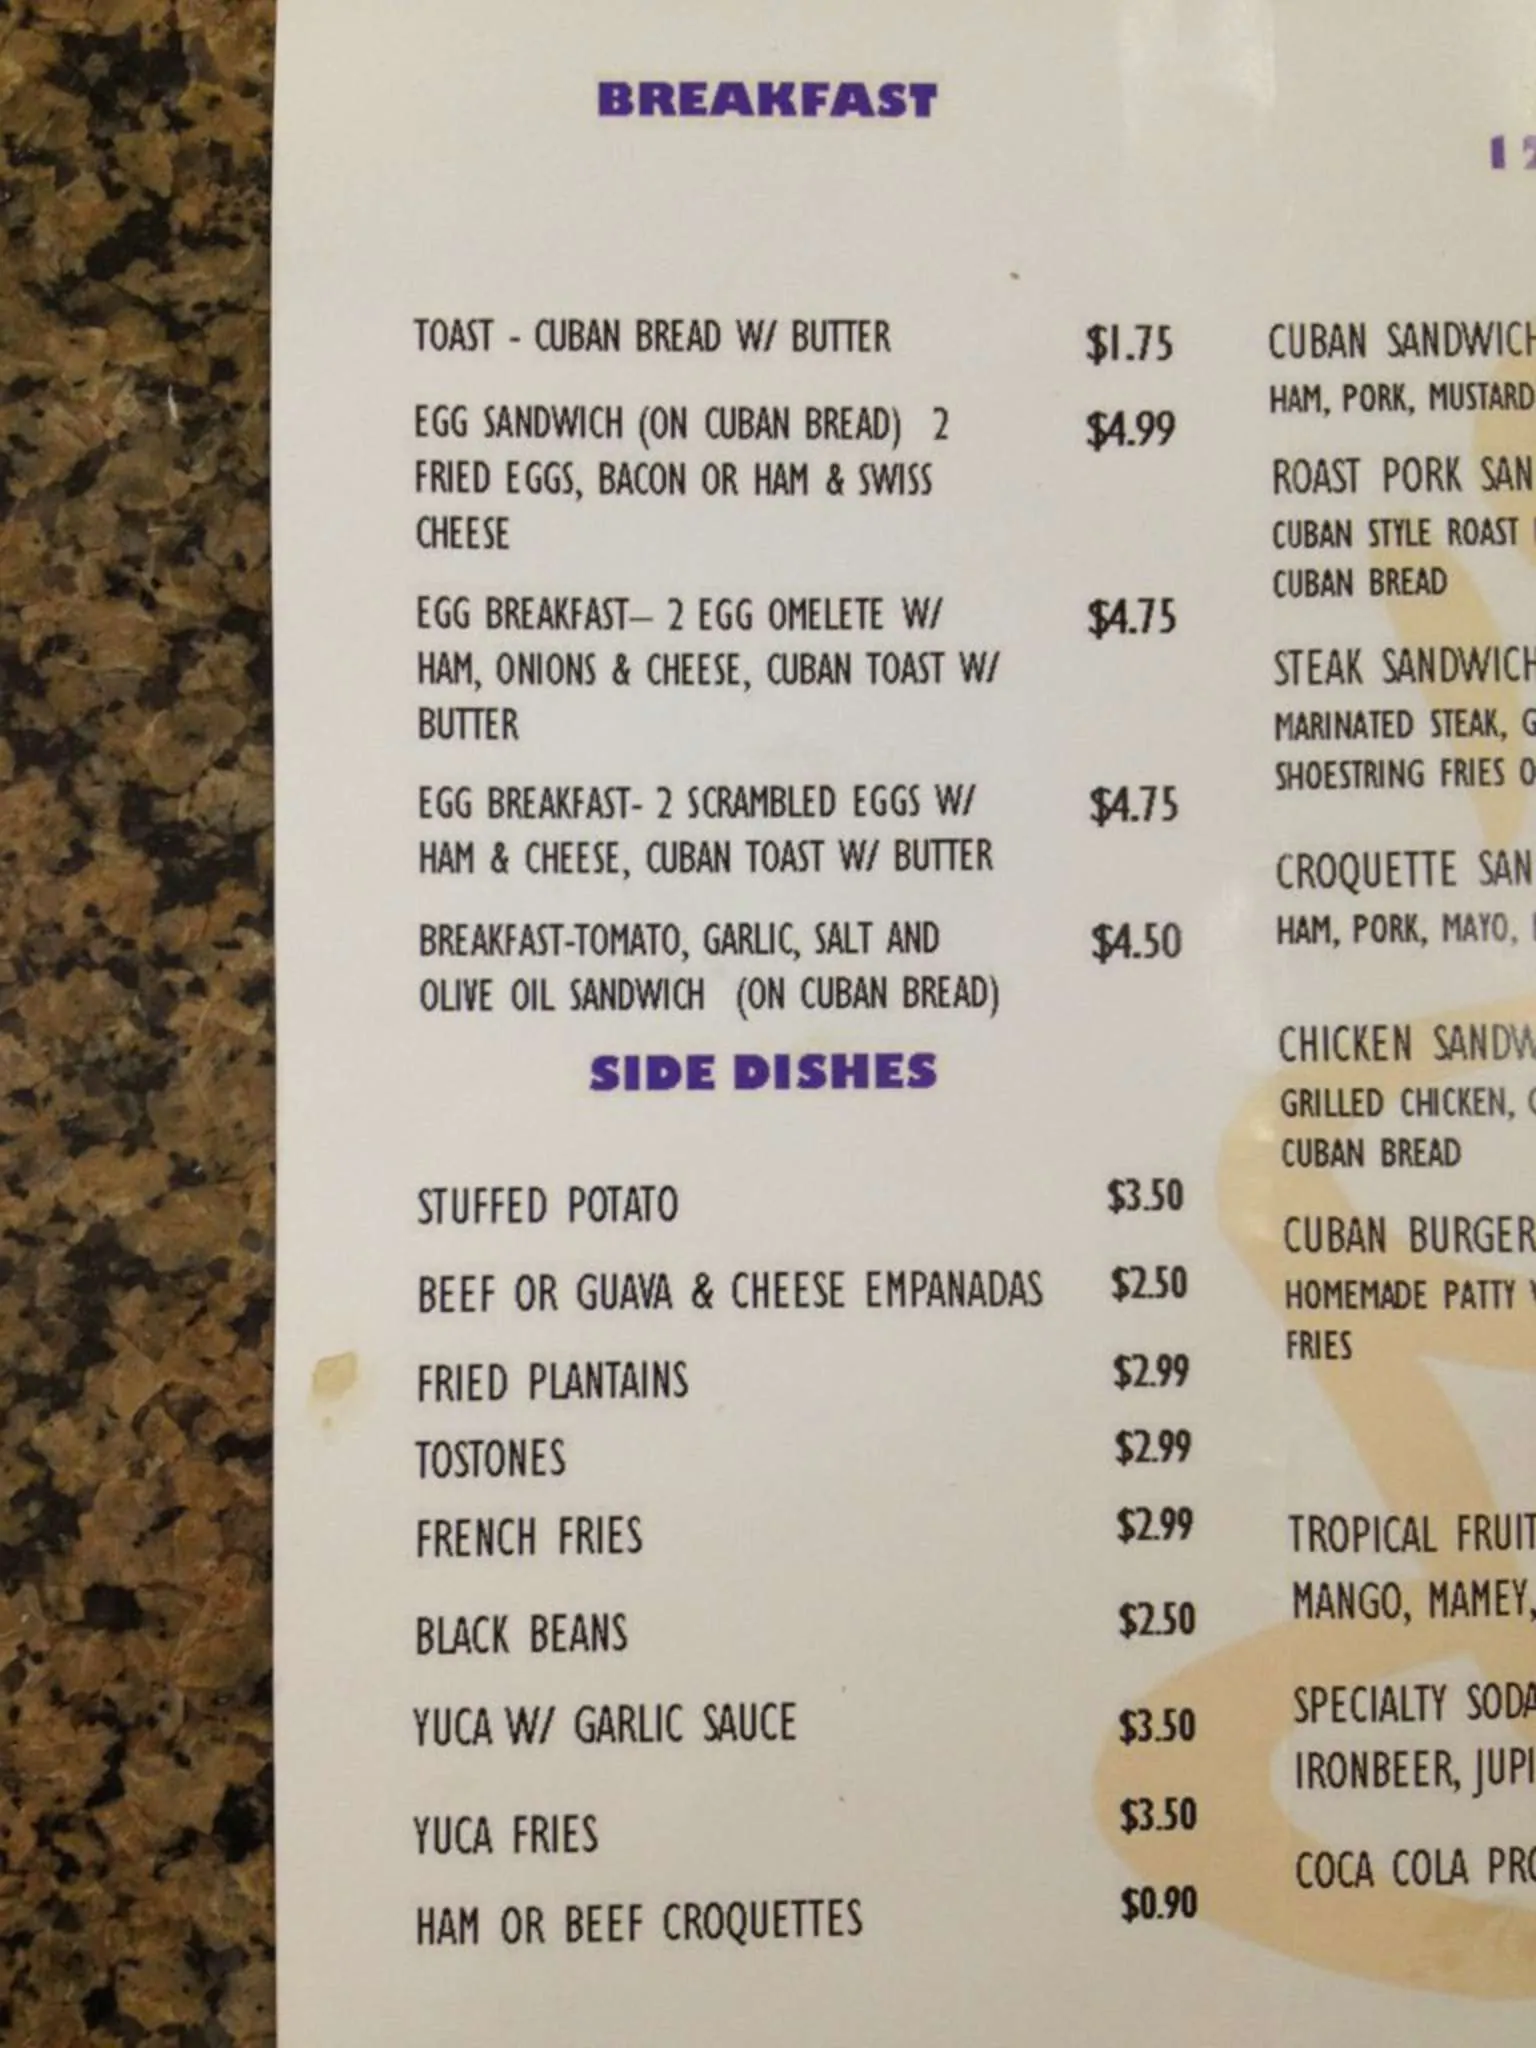 BREAKFAST
TOAST - CUBAN BREAD W/ BUTTER $1.75
EGG SANDWICH (ON CUBAN BREAD) 2 $4.99
FRIED EGGS, BACON OR HAM & SWISS
CHEESE
EGG BREAKFAST— 2 EGG OMELETE W/ $4.75
HAM, ONIONS & CHEESE, CUBAN TOAST W/
BUTTER
EGG BREAKFAST- 2 SCRAMBLED EGGS W/ $4.75
HAM & CHEESE, CUBAN TOAST W/ BUTTER
BREAKFAST-TOMATO, GARLIC, SALT AND $4.50
OLIVE OIL SANDWICH (ON CUBAN BREAD)
SIDE DISHES
STUFFED POTATO $3.50
BEEF OR GUAVA & CHEESE EMPANADAS $2.50
FRIED PLANTAINS $2.99
TOSTONES $2.99
FRENCH FRIES $2.99
BLACK BEANS $2.50
YUCA W/ GARLIC SAUCE $3.50
YUCA FRIES $3.50
HAM OR BEEF CROQUETTES $0.90
CUBAN SANDWICH
HAM, PORK, MUSTARD
ROAST PORK SAN
CUBAN STYLE ROAST
CUBAN BREAD
STEAK SANDWICH
MARINATED STEAK,
SHOESTRING FRIES
CROQUETTE SAN
HAM, PORK, MAYO,
CHICKEN SANDW
GRILLED CHICKEN,
CUBAN BREAD
CUBAN BURGER
HOMEMADE PATTY
FRIES
TROPICAL FRUIT
MANGO, MAMEY,
SPECIALTY SODA
IRONBEER, JUPI
COCA COLA PRO